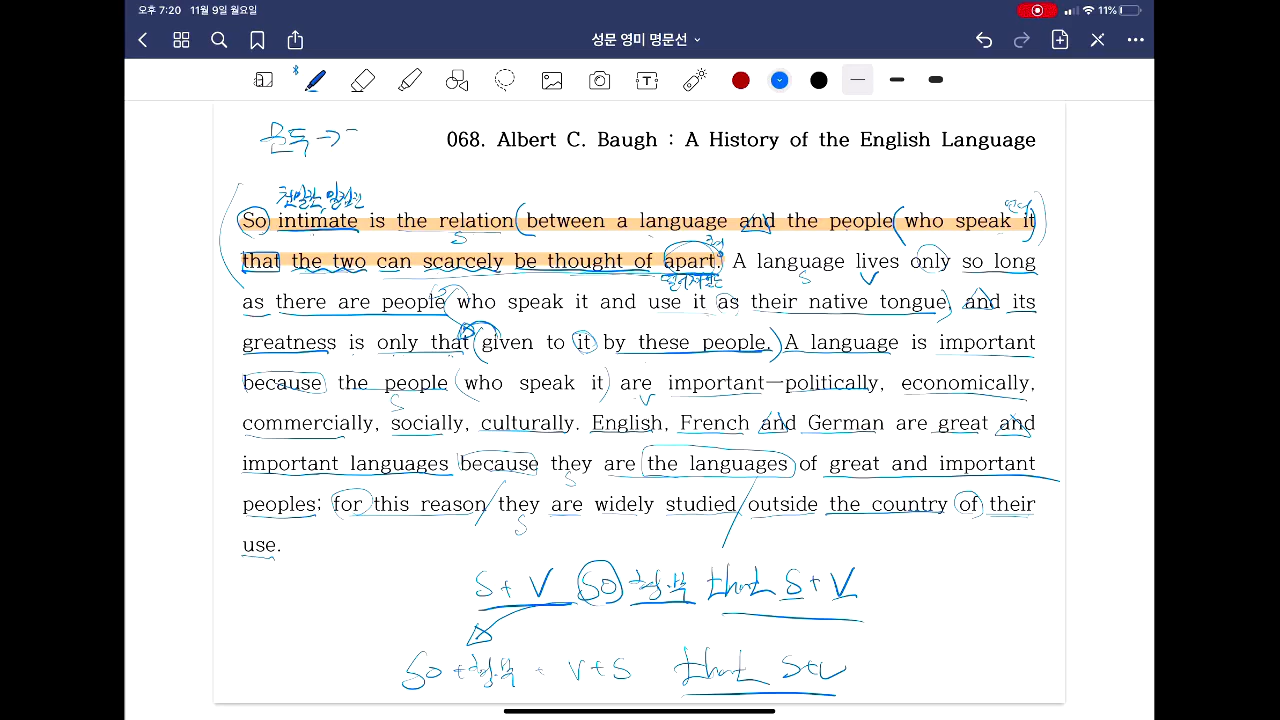 오후 7:20 11월 9일 월요일 11%
성문 영미 명문선
문독 →
068. Albert C. Baugh : A History of the English Language
친밀한
So intimate is the relation (between a language and the people (who speak it)
that the two can scarcely be thought of apart. A language lives only so long
S V
as there are people who speak it and use it as their native tongue, and its
greatness is only that given to it by these people. A language is important
because the people (who speak it) are important—politically, economically,
S V
commercially, socially, culturally. English, French and German are great and
important languages because they are the languages of great and important
S
peoples; for this reason / they are widely studied / outside the country of their
S
use.
S + V so 형.부 that S + V
So + 형.부 + V + S that S + V